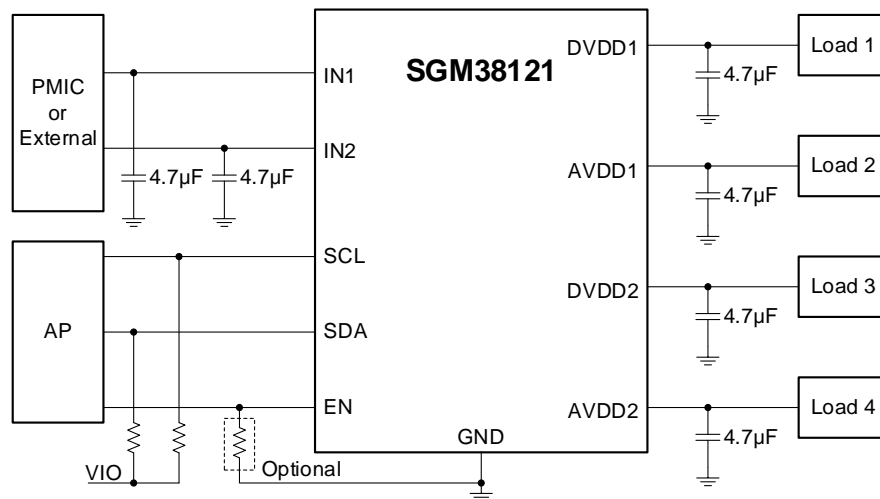 PMIC
or
External
AP
VIO
4.7µF
4.7µF
Optional
SGM38121
IN1
IN2
SCL
SDA
EN
GND
DVDD1
AVDD1
DVDD2
AVDD2
4.7µF
4.7µF
4.7µF
4.7µF
Load 1
Load 2
Load 3
Load 4